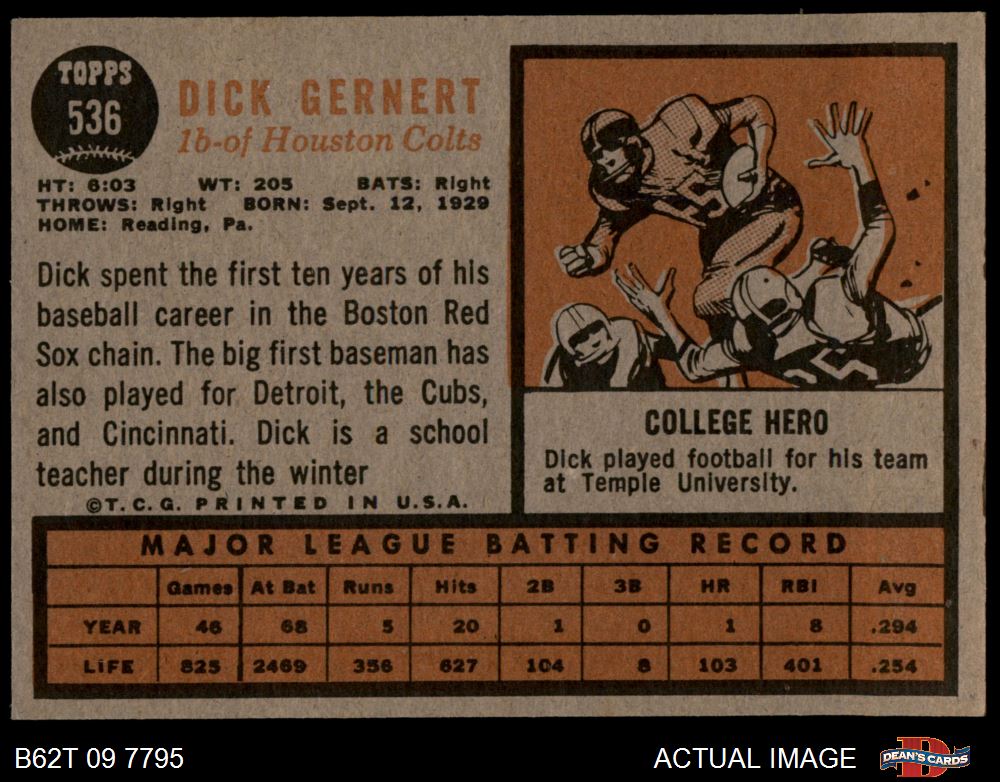 TOPPS
536
DICK GERNERT
1b-of Houston Colts
HT: 6:03 WT: 205 BATS: Right
THROWS: Right BORN: Sept. 12, 1929
HOME: Reading, Pa.
Dick spent the first ten years of his
baseball career in the Boston Red
Sox chain. The big first baseman has
also played for Detroit, the Cubs,
and Cincinnati. Dick is a school
teacher during the winter
©T.C.G. PRINTED IN U.S.A.
COLLEGE HERO
Dick played football for his team
at Temple University.
MAJOR LEAGUE BATTING RECORD
Games At Bat Runs Hits 2B 3B HR RBI Avg
YEAR 46 68 5 20 1 0 1 8 .294
LIFE 825 2469 356 627 104 8 103 401 .254
B62T 09 7795
ACTUAL IMAGE
DEAN'S CARDS